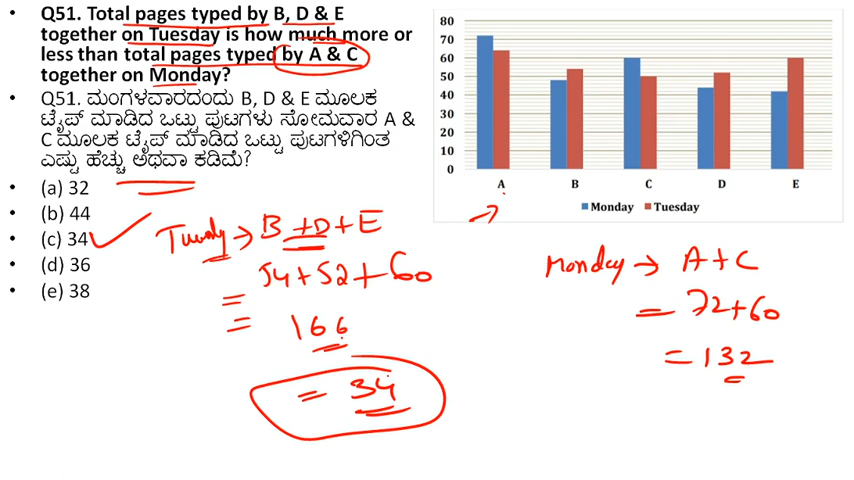 Q51. Total pages typed by B, D & E
together on Tuesday is how much more or
less than total pages typed by A & C
together on Monday?
Q51. ಮಂಗಳವಾರದಂದು B, D & E ಮೂಲಕ
ಟೈಪ್ ಮಾಡಿದ ಒಟ್ಟು ಪುಟಗಳು ಸೋಮವಾರ A &
C ಮೂಲಕ ಟೈಪ್ ಮಾಡಿದ ಒಟ್ಟು ಪುಟಗಳಿಗಿಂತ
ಎಷ್ಟು ಹೆಚ್ಚು ಅಥವಾ ಕಡಿಮೆ?
(a) 32
(b) 44
(c) 34
(d) 36
(e) 38
80
70
60
50
40
30
20
10
0
A B C D E
Monday Tuesday
Tuesday → B + D + E
54 + 52 + 60
=
= 166
= 34
Monday → A + C
= 72 + 60
= 132